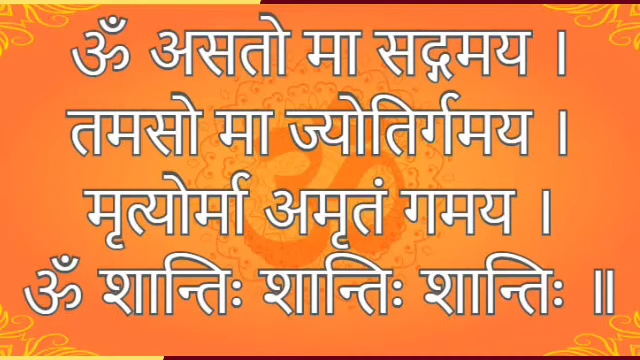 ॐ असतो मा सद्गमय ।
तमसो मा ज्योतिर्गमय ।
मृत्योर्मा अमृतं गमय ।
ॐ शान्तिः शान्तिः शान्तिः ॥